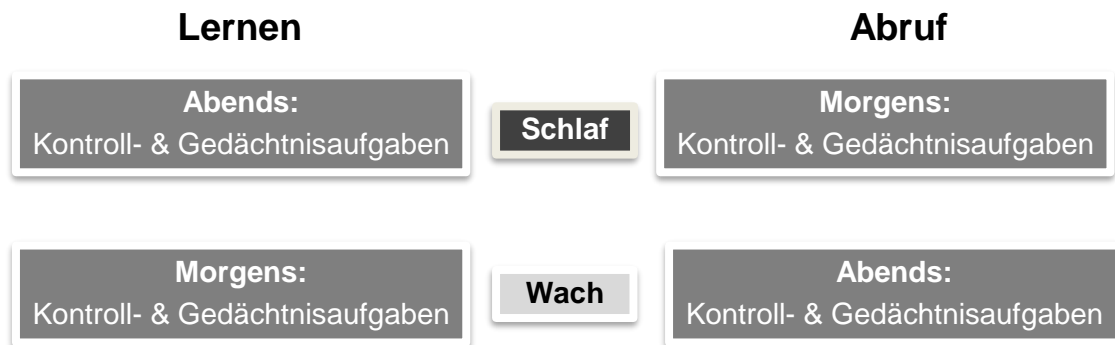 Lernen
Abruf
Abends:
Kontroll- & Gedächtnisaufgaben
Schlaf
Morgens:
Kontroll- & Gedächtnisaufgaben
Morgens:
Kontroll- & Gedächtnisaufgaben
Wach
Abends:
Kontroll- & Gedächtnisaufgaben